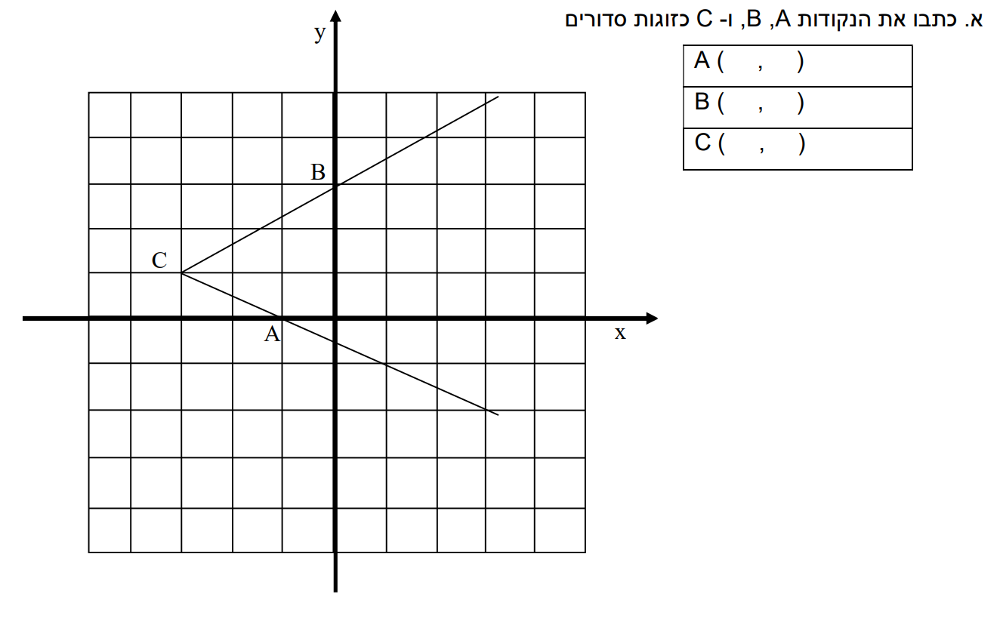 א. כתבו את הנקודות A, B, ו- C כזוגות סדורים
A (    ,    )
B (    ,    )
C (    ,    )
y
B
C
A
x